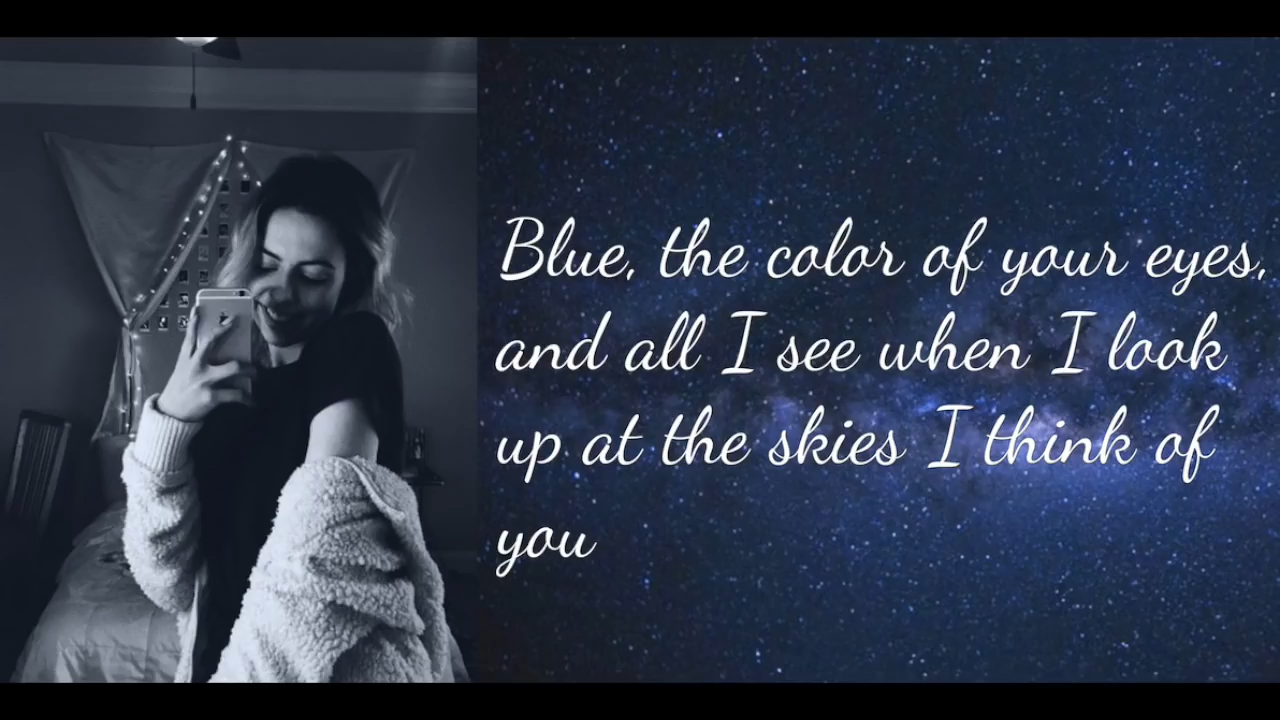 Blue, the color of your eyes,
and all I see when I look
up at the skies I think of
you